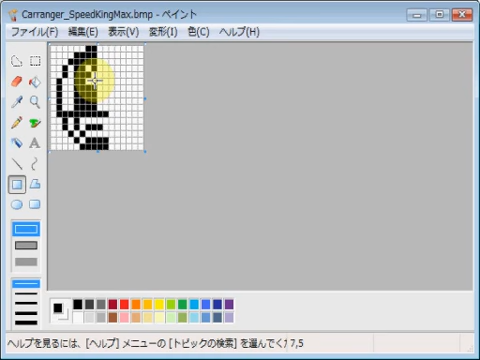 Carranger_SpeedKingMax.bmp - ペイント
ファイル(F) 編集(E) 表示(V) 変形(I) 色(C) ヘルプ(H)
A
ヘルプを見るには、[ヘルプ] メニューの [トピックの検索] を選んでく 7,5